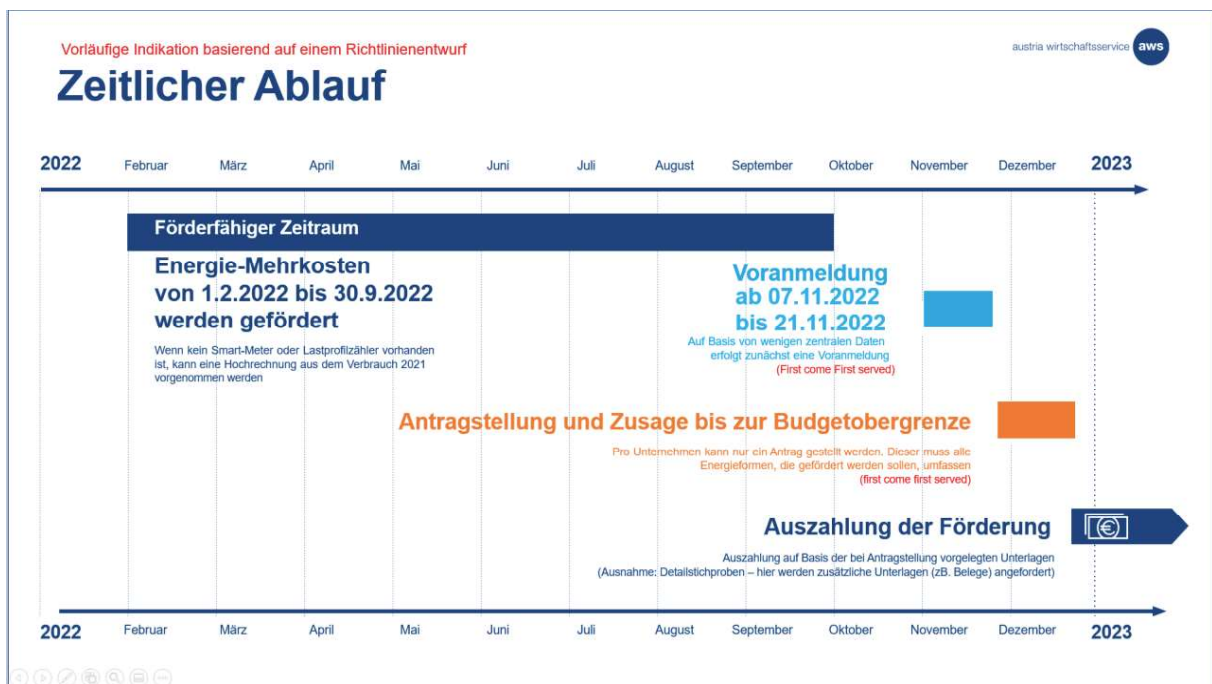 Vorläufige Indikation basierend auf einem Richtlinienentwurf
austria wirtschaftsservice aws
Zeitlicher Ablauf
2022 Februar März April Mai Juni Juli August September Oktober November Dezember 2023
Förderfähiger Zeitraum
Energie-Mehrkosten
von 1.2.2022 bis 30.9.2022
werden gefördert
Wenn kein Smart-Meter oder Lastprofilzähler vorhanden
ist, kann eine Hochrechnung aus dem Verbrauch 2021
vorgenommen werden
Voranmeldung
ab 07.11.2022
bis 21.11.2022
Auf Basis von wenigen zentralen Daten
erfolgt zunächst eine Voranmeldung
(First come First served)
Antragstellung und Zusage bis zur Budgetobergrenze
Pro Unternehmen kann nur ein Antrag gestellt werden. Dieser muss alle
Energieformen, die gefördert werden sollen, umfassen
(first come first served)
Auszahlung der Förderung
€
Auszahlung auf Basis der bei Antragstellung vorgelegten Unterlagen
(Ausnahme: Detailstichproben – hier werden zusätzliche Unterlagen (zB. Belege) angefordert)
2022 Februar März April Mai Juni Juli August September Oktober November Dezember 2023